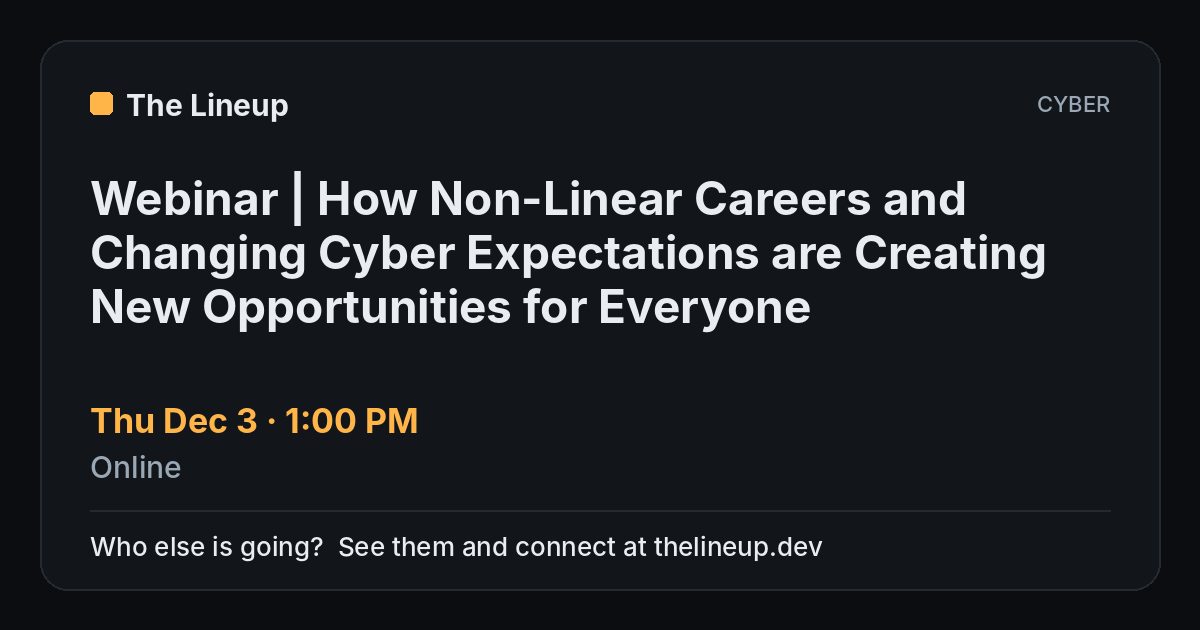 The Lineup
CYBER
Webinar | How Non-Linear Careers and
Changing Cyber Expectations are Creating
New Opportunities for Everyone
Thu Dec 3 · 1:00 PM
Online
Who else is going?  See them and connect at thelineup.dev